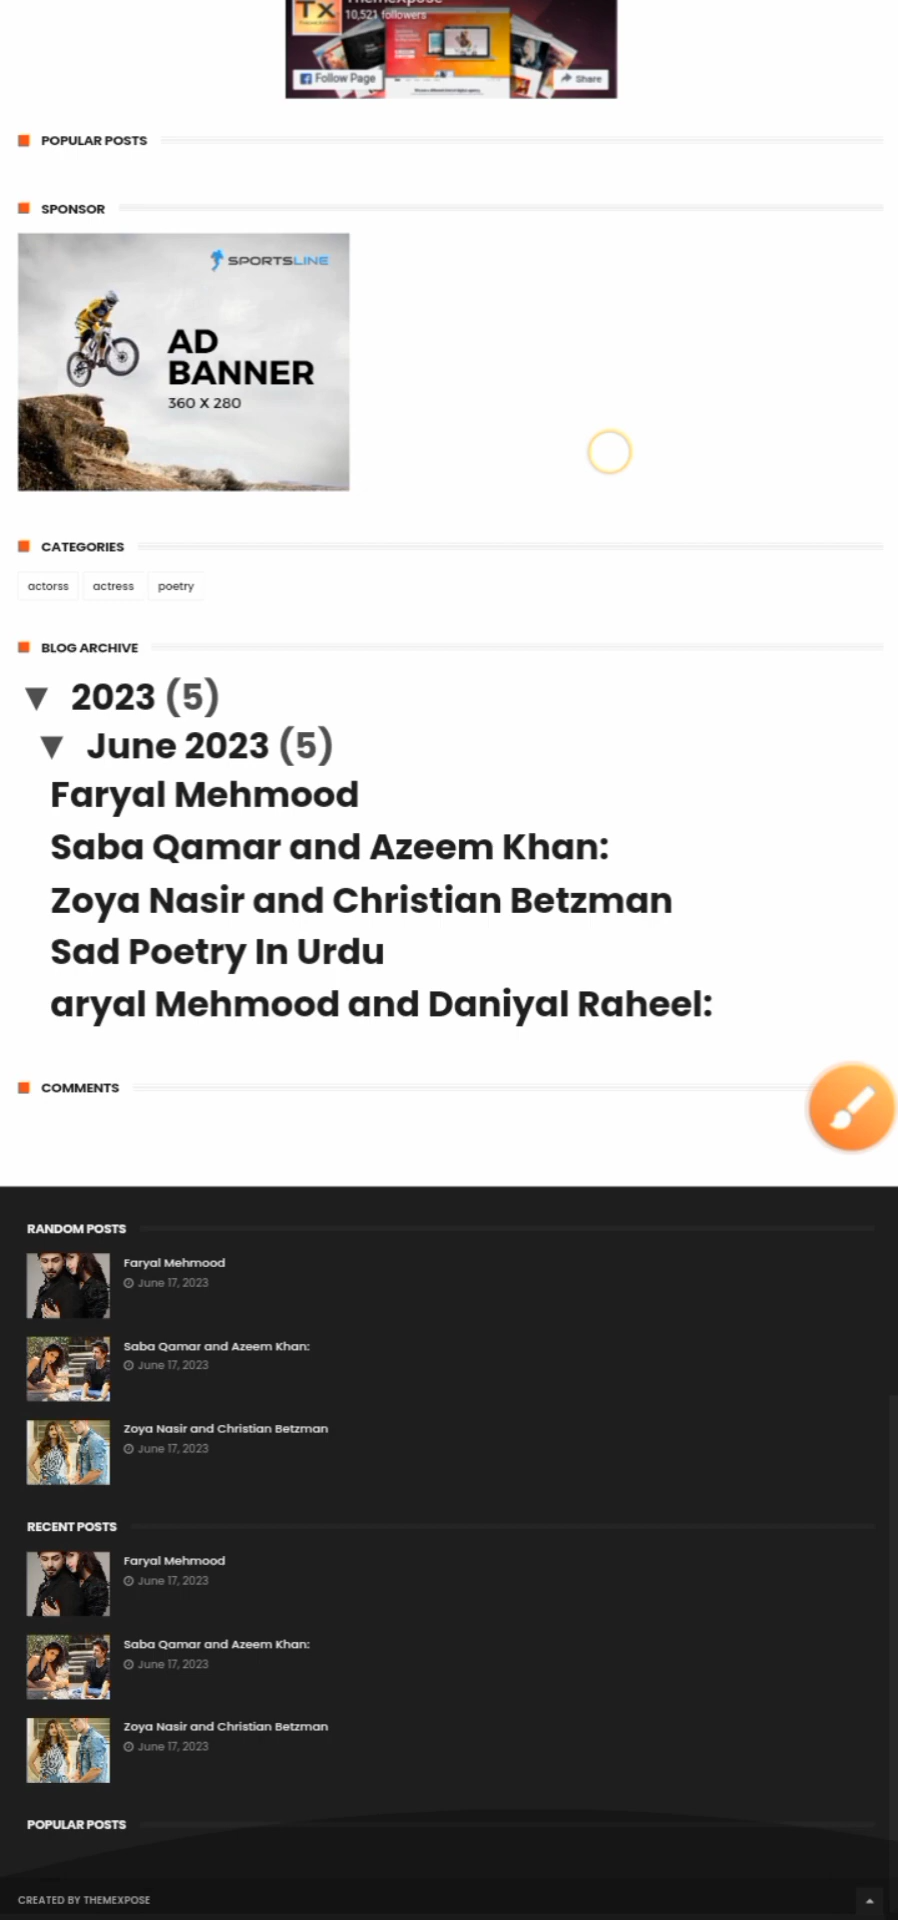 TX ThemeXpose
10,521 followers
Follow Page
Share
POPULAR POSTS
SPONSOR
SPORTSLINE
AD
BANNER
360 X 280
CATEGORIES
actorss actress poetry
BLOG ARCHIVE
▼ 2023 (5)
▼ June 2023 (5)
Faryal Mehmood
Saba Qamar and Azeem Khan:
Zoya Nasir and Christian Betzman
Sad Poetry In Urdu
aryal Mehmood and Daniyal Raheel:
COMMENTS
RANDOM POSTS
Faryal Mehmood
June 17, 2023
Saba Qamar and Azeem Khan:
June 17, 2023
Zoya Nasir and Christian Betzman
June 17, 2023
RECENT POSTS
Faryal Mehmood
June 17, 2023
Saba Qamar and Azeem Khan:
June 17, 2023
Zoya Nasir and Christian Betzman
June 17, 2023
POPULAR POSTS
CREATED BY THEMEXPOSE